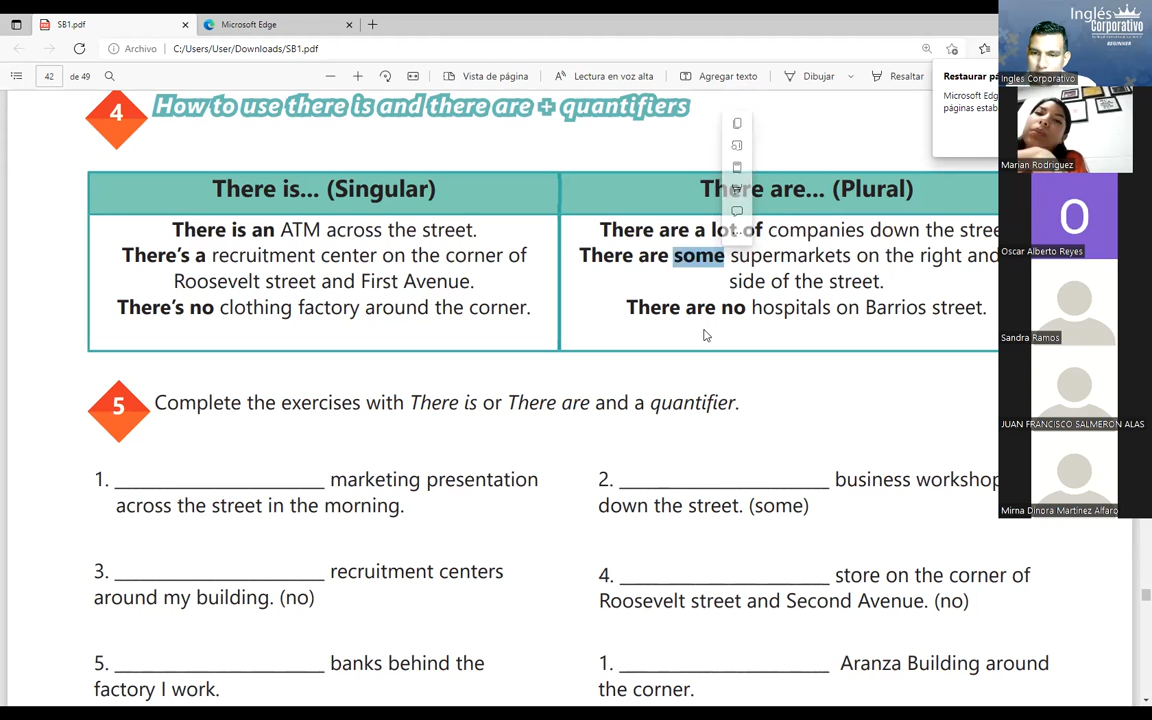 SB1.pdf
Microsoft Edge
Archivo
C:/Users/User/Downloads/SB1.pdf
42 de 49
Vista de página
Lectura en voz alta
Agregar texto
Dibujar
Resaltar
Restaurar
Microsoft
páginas
Inglés
Corporativo
BEGINNER
Ingles Corporativo
Marian Rodriguez
O
Oscar Alberto Reyes
Sandra Ramos
JUAN FRANCISCO SALMERON ALAS
Mirna Dinora Martinez Alfaro
4 How to use there is and there are + quantifiers
There is... (Singular)
There is an ATM across the street.
There's a recruitment center on the corner of
Roosevelt street and First Avenue.
There's no clothing factory around the corner.
There are... (Plural)
There are a lot of companies down the
There are some supermarkets on the right and
side of the street.
There are no hospitals on Barrios street.
5 Complete the exercises with There is or There are and a quantifier.
1. ____________________ marketing presentation
across the street in the morning.
2. ____________________ business workshop
down the street. (some)
3. ____________________ recruitment centers
around my building. (no)
4. ____________________ store on the corner of
Roosevelt street and Second Avenue. (no)
5. ____________________ banks behind the
factory I work.
1. ____________________ Aranza Building around
the corner.